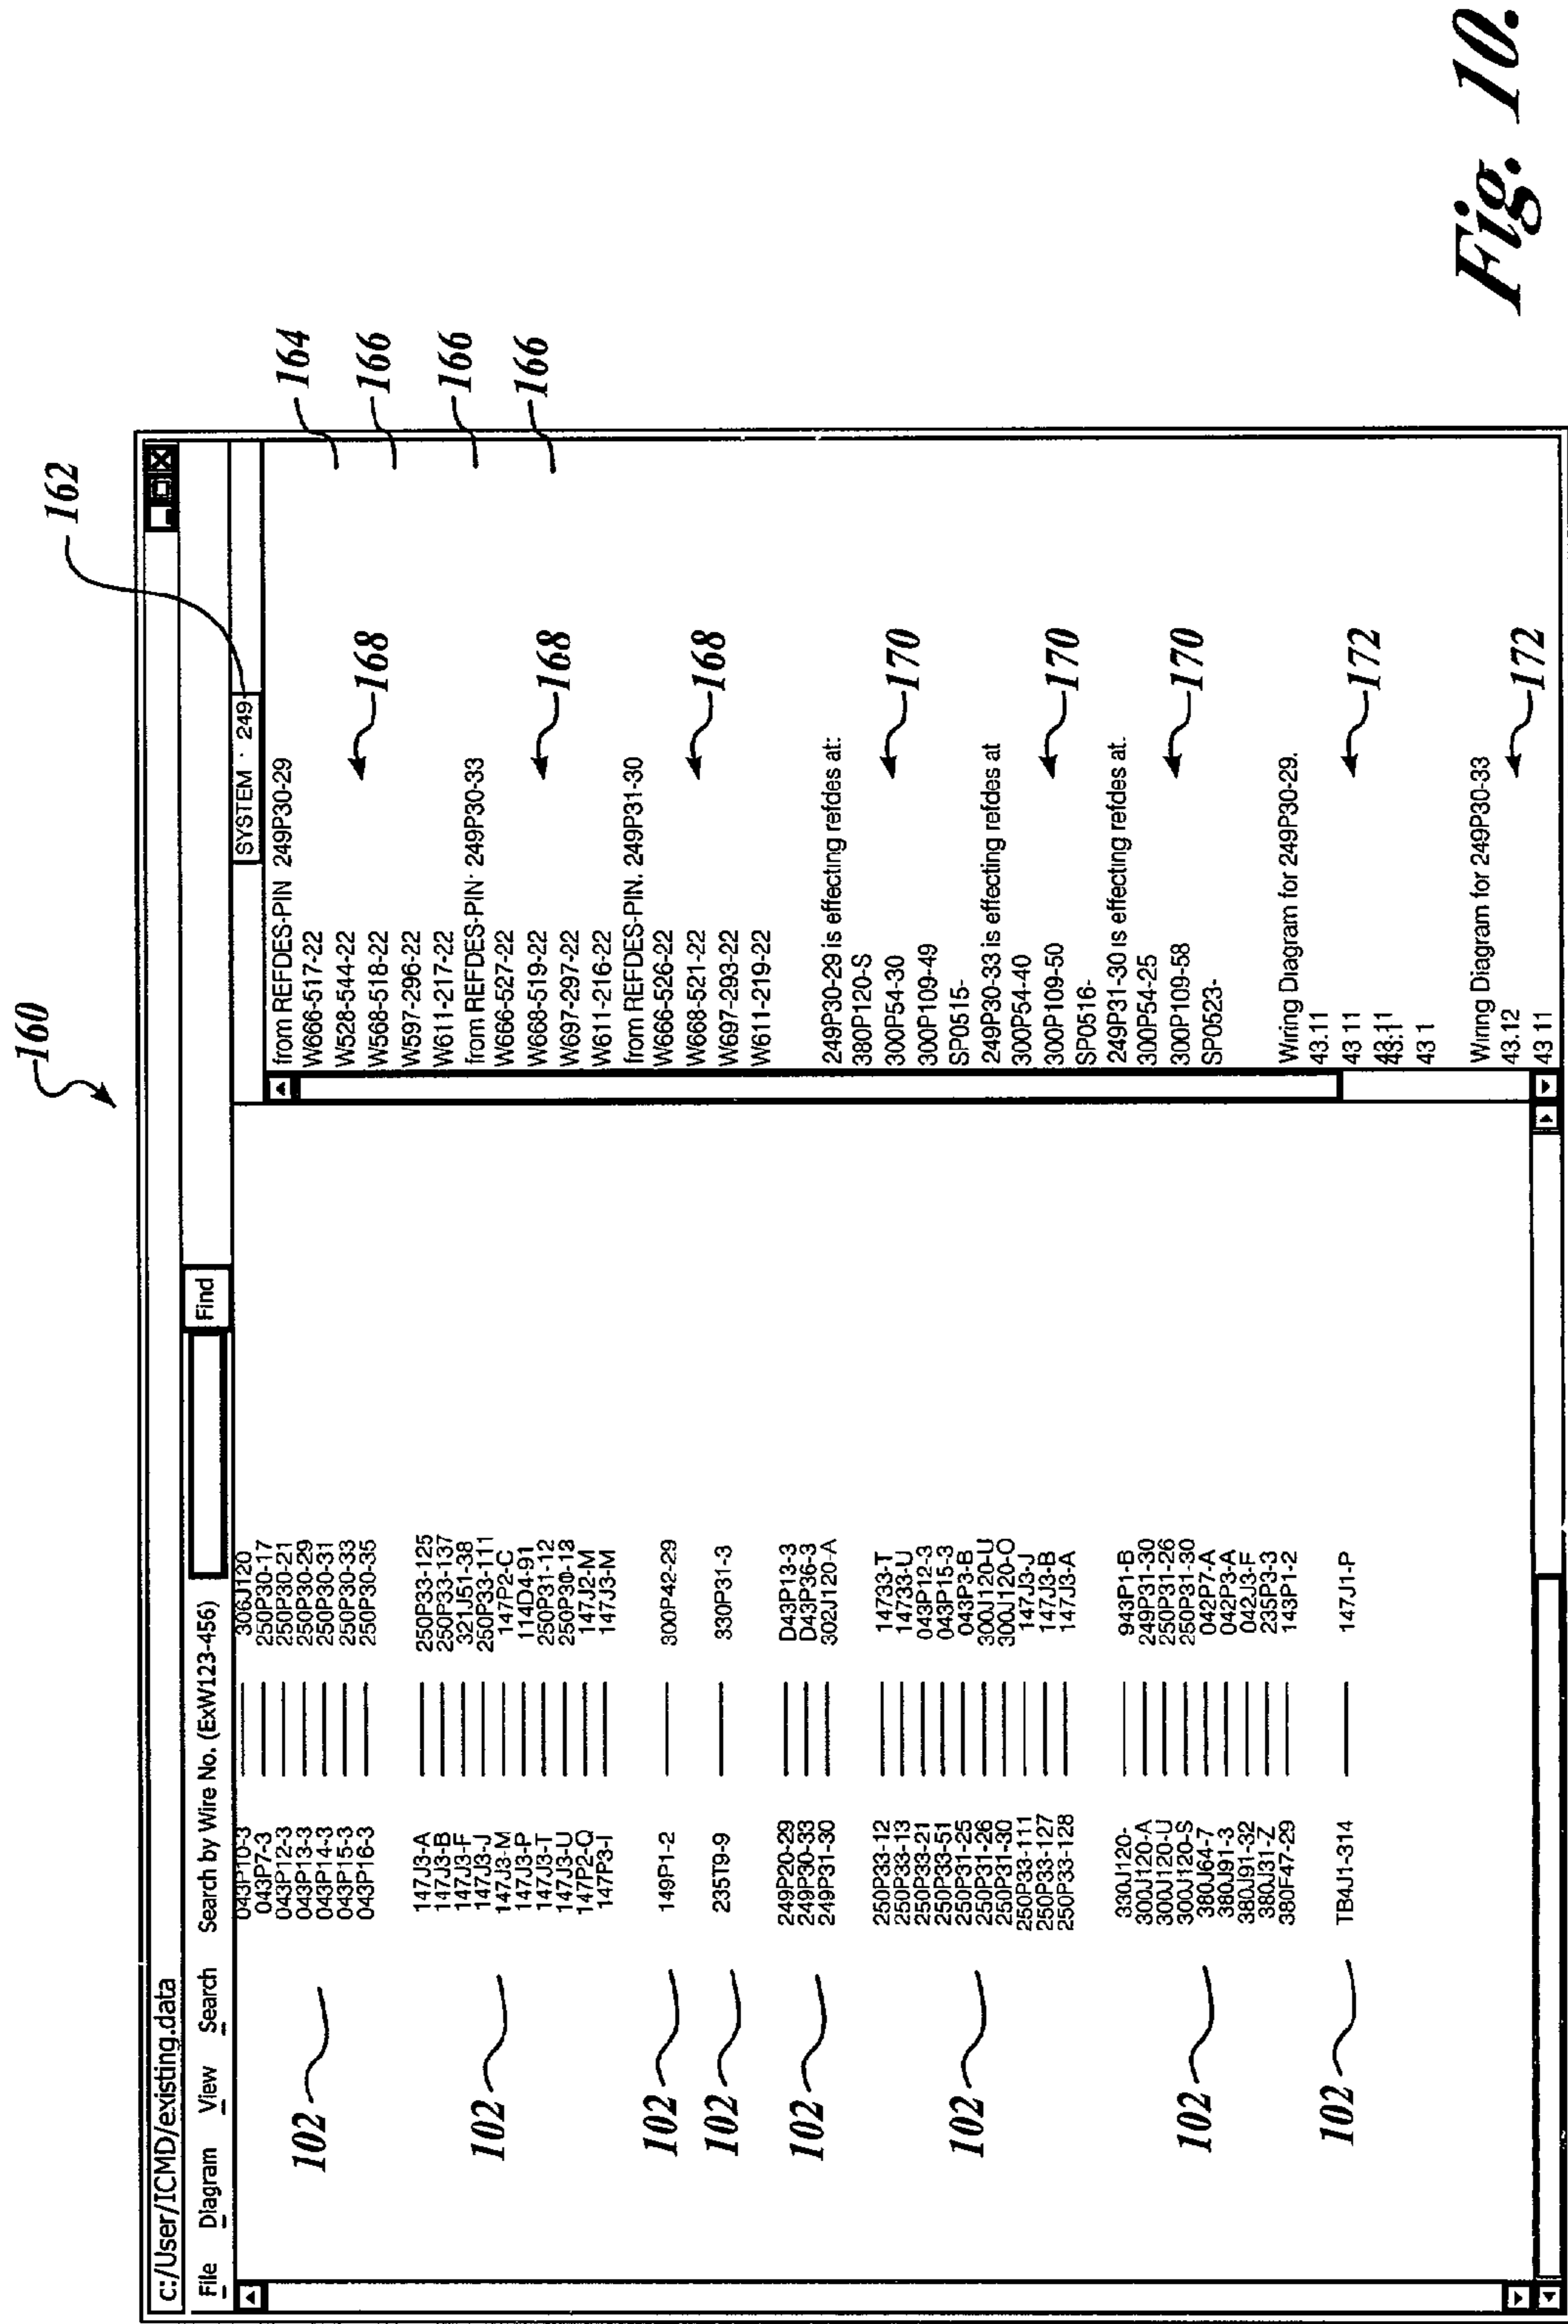 160
162
c:/User/ICMD/existing.data
File Diagram View Search Search by Wire No. (ExW123-456) Find
SYSTEM · 249
043P10-3 306J120
043P7-3 250P30-17
043P12-3 250P30-21
043P13-3 250P30-29
043P14-3 250P30-31
043P15-3 250P30-33
043P16-3 250P30-35
102
147J3-A 250P33-125
147J3-B 250P33-137
147J3-F 321J51-38
147J3-J 250P33-111
147J3-M 147P2-C
147J3-P 114D4-91
147J3-T 250P31-12
147J3-U 250P30-13
147P2-Q 147J2-M
147P3-I 147J3-M
102
149P1-2 300P42-29
102
235T9-9 330P31-3
102
249P20-29 D43P13-3
249P30-33 D43P36-3
249P31-30 302J120-A
102
250P33-12 14733-T
250P33-13 14733-U
250P33-21 043P12-3
250P33-51 043P15-3
250P31-25 043P3-B
250P31-26 300J120-U
250P31-30 300J120-O
250P33-111 147J3-J
250P33-127 147J3-B
250P33-128 147J3-A
102
330J120- 943P1-B
300J120-A 249P31-30
300J120-U 250P31-26
300J120-S 250P31-30
380J64-7 042P7-A
380J91-3 042P3-A
380J91-32 042J3-F
380J31-Z 235P3-3
380F47-29 143P1-2
102
TB4J1-314 147J1-P
102
from REFDES-PIN 249P30-29
W666-517-22
W528-544-22
W568-518-22
W597-296-22
W611-217-22
168
from REFDES-PIN· 249P30-33
W666-527-22
W668-519-22
W697-297-22
W611-216-22
168
from REFDES-PIN. 249P31-30
W666-526-22
W668-521-22
W697-293-22
W611-219-22
168
249P30-29 is effecting refdes at:
380P120-S
300P54-30
300P109-49
SP0515-
170
249P30-33 is effecting refdes at
300P54-40
300P109-50
SP0516-
170
249P31-30 is effecting refdes at.
300P54-25
300P109-58
SP0523-
170
Wiring Diagram for 249P30-29.
43.11
43 11
43.1
43 1
172
Wiring Diagram for 249P30-33
43.12
43 11
172
164
166
166
166
Fig. 10.